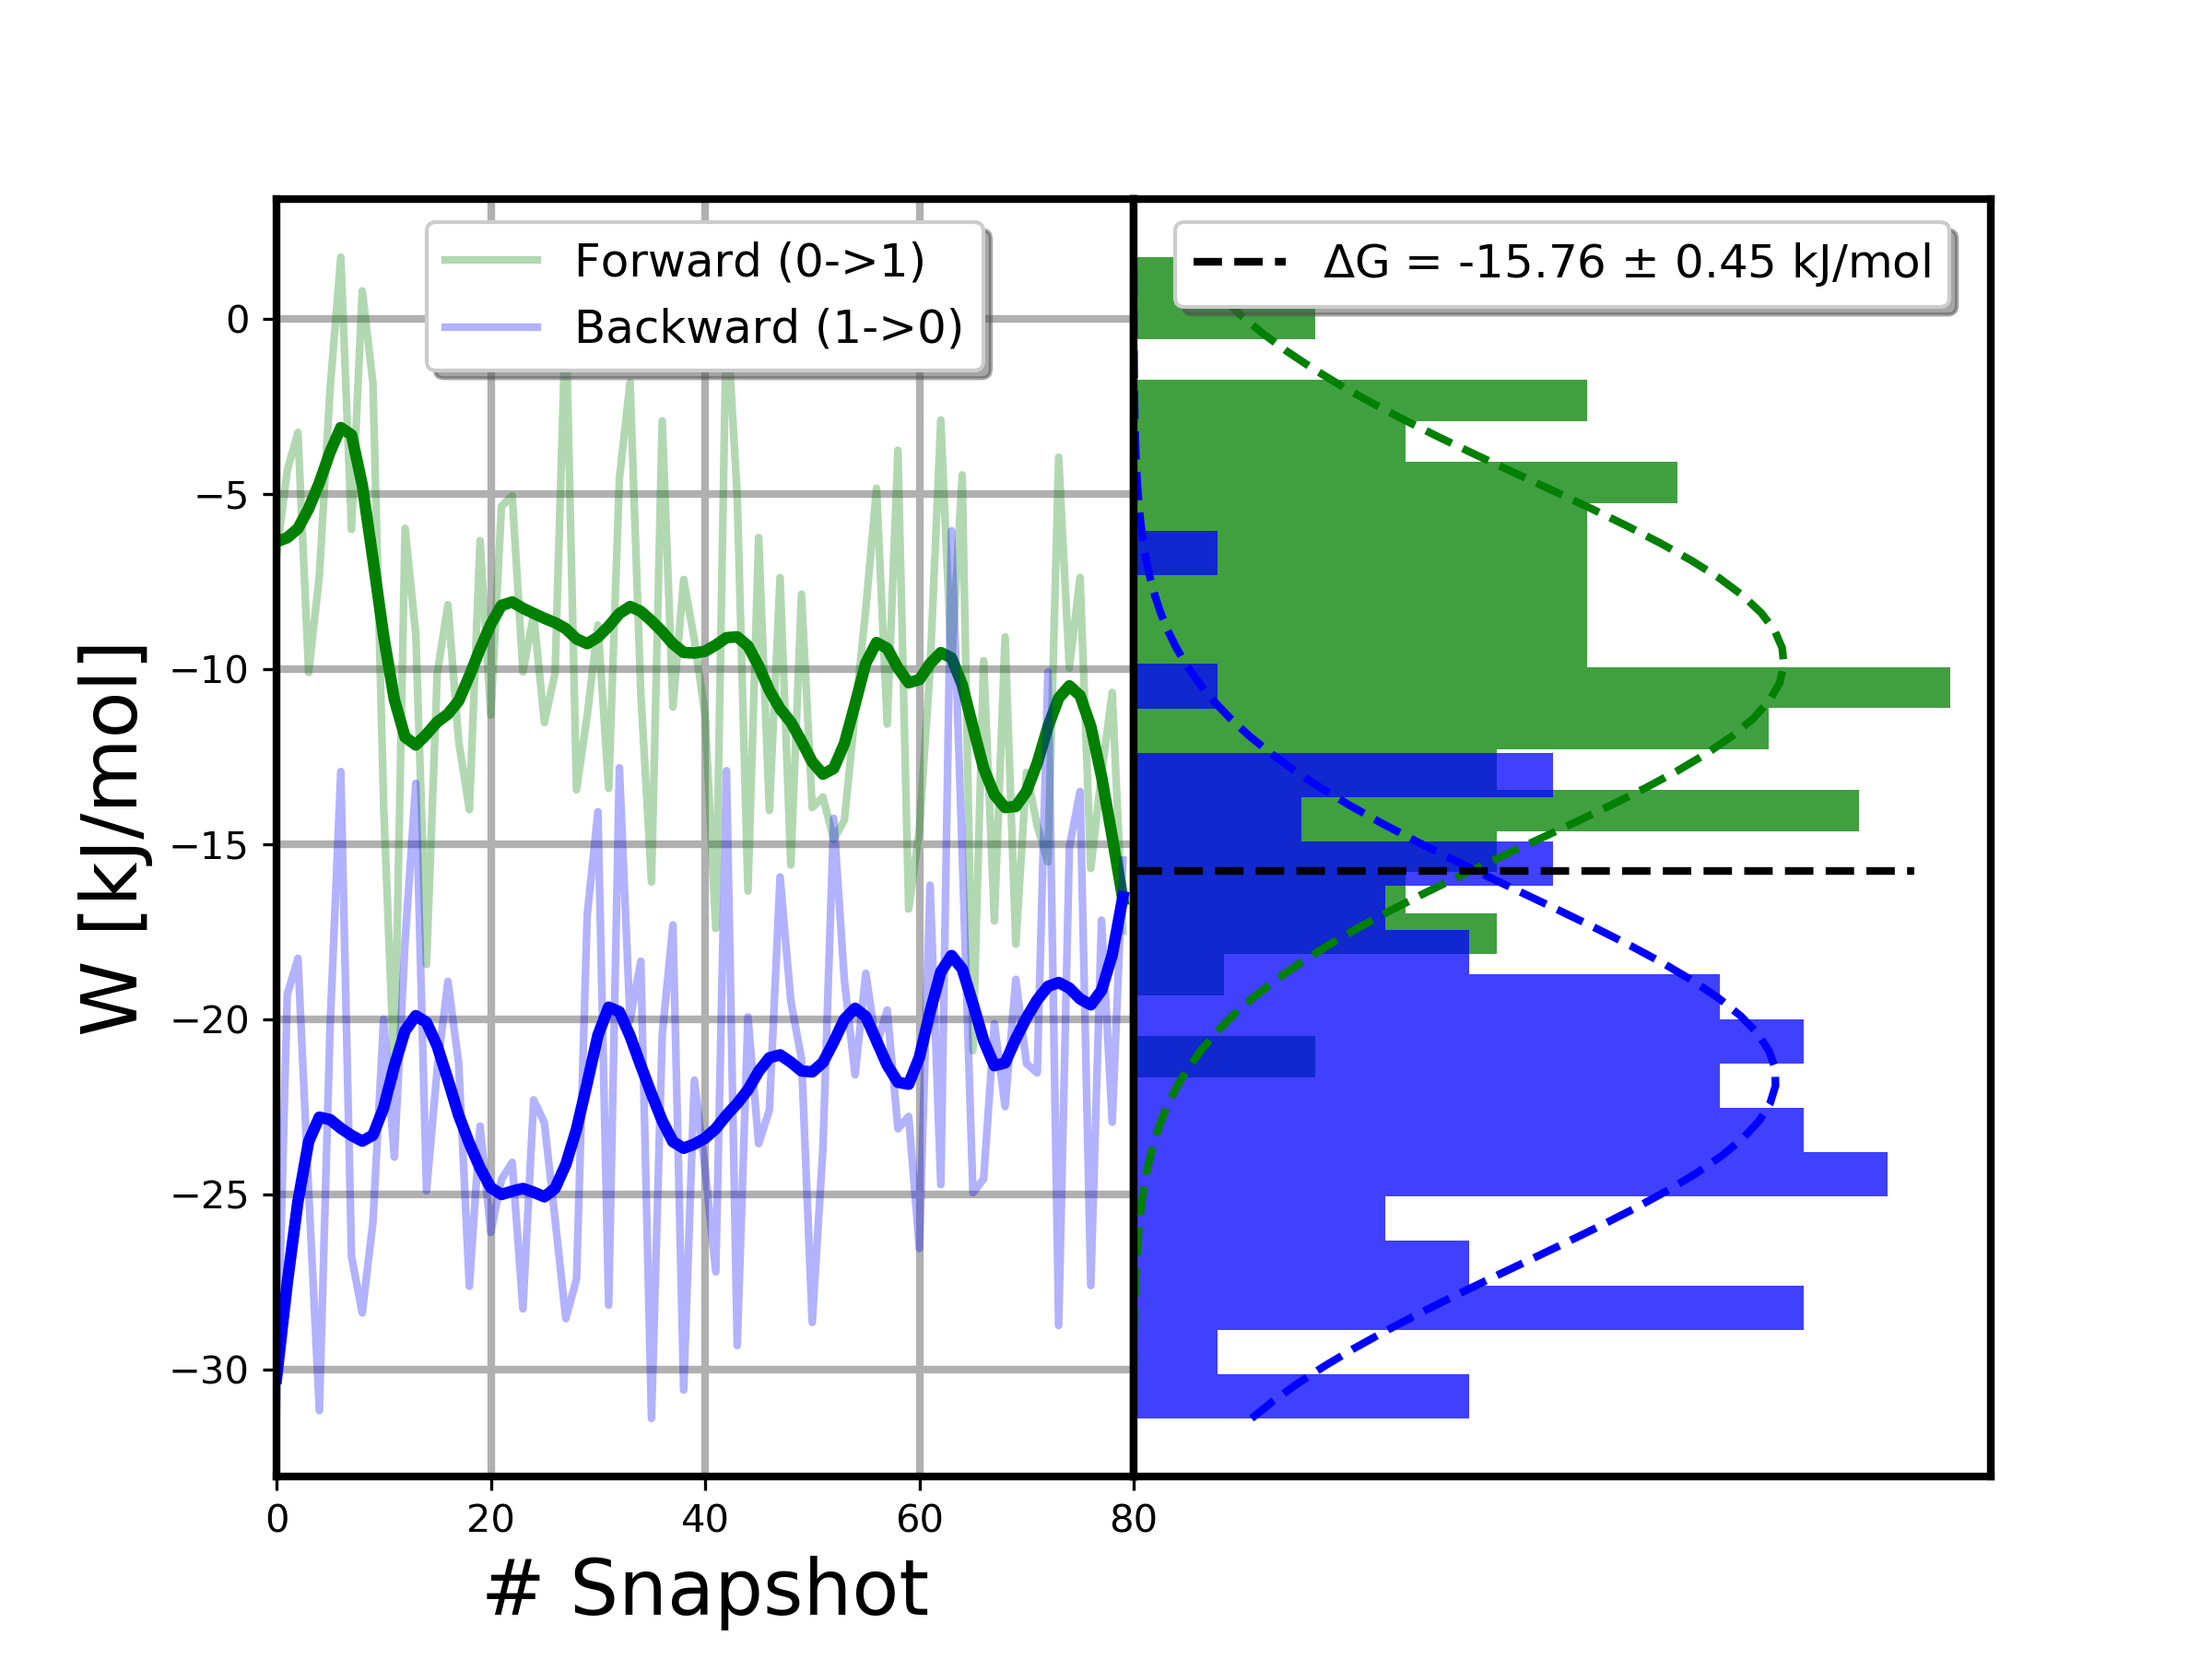 Forward (0->1)
Backward (1->0)
ΔG = -15.76 ± 0.45 kJ/mol
W [kJ/mol]
0
−5
−10
−15
−20
−25
−30
0 20 40 60 80
# Snapshot